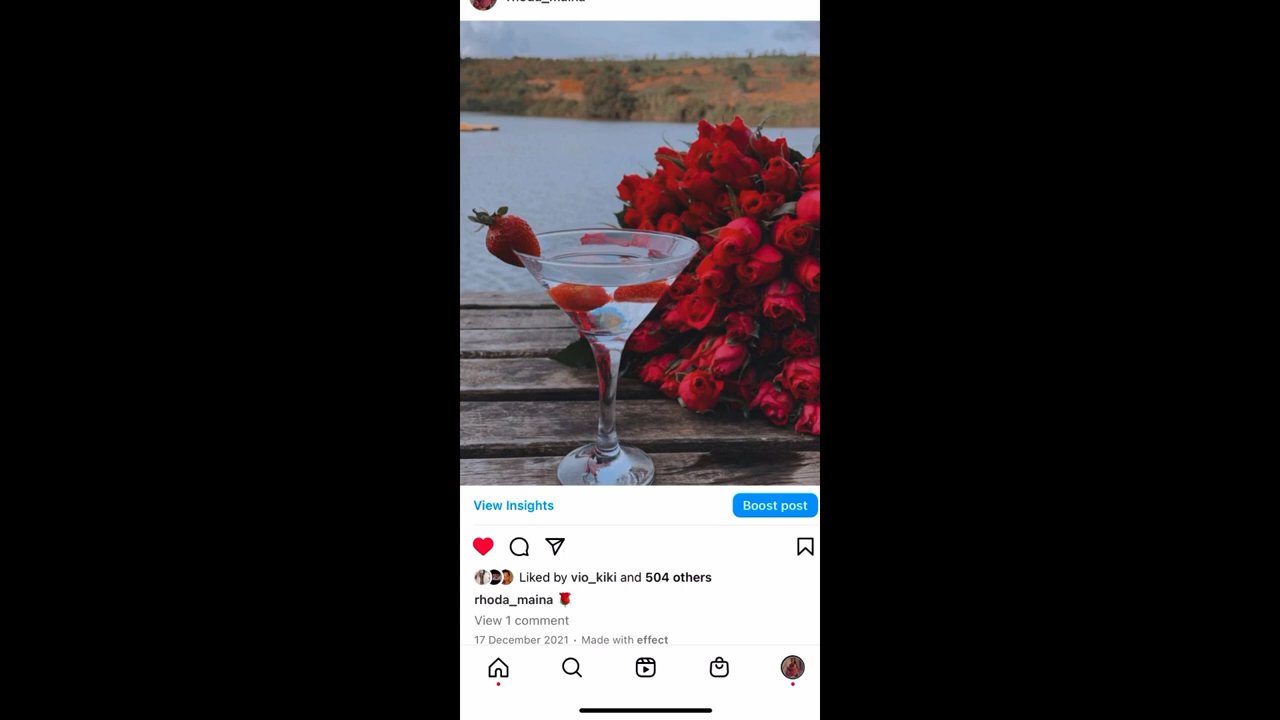 rhoda_maina
View Insights
Boost post
Liked by vio_kiki and 504 others
rhoda_maina 🌹
View 1 comment
17 December 2021 · Made with effect